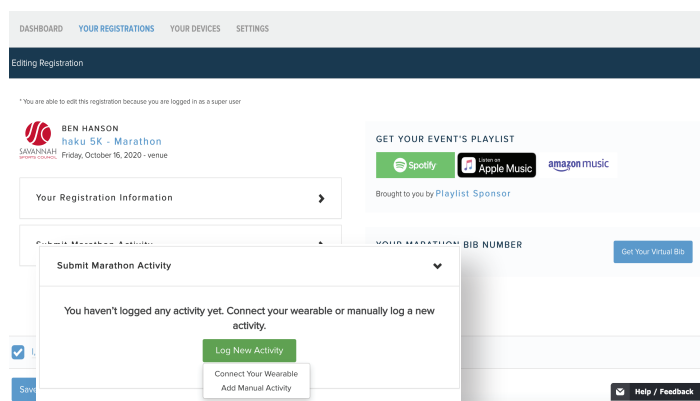 DASHBOARD YOUR REGISTRATIONS YOUR DEVICES SETTINGS
Editing Registration
* You are able to edit this registration because you are logged in as a super user
BEN HANSON
haku 5K - Marathon
Friday, October 16, 2020 - venue
SAVANNAH
SPORTS COUNCIL
GET YOUR EVENT'S PLAYLIST
Spotify
Listen on
Apple Music
amazon music
Brought to you by Playlist Sponsor
Your Registration Information
Submit Marathon Activity
YOUR MARATHON BIB NUMBER
Get Your Virtual Bib
Submit Marathon Activity
You haven't logged any activity yet. Connect your wearable or manually log a new
activity.
Log New Activity
Connect Your Wearable
Add Manual Activity
Save
Help / Feedback